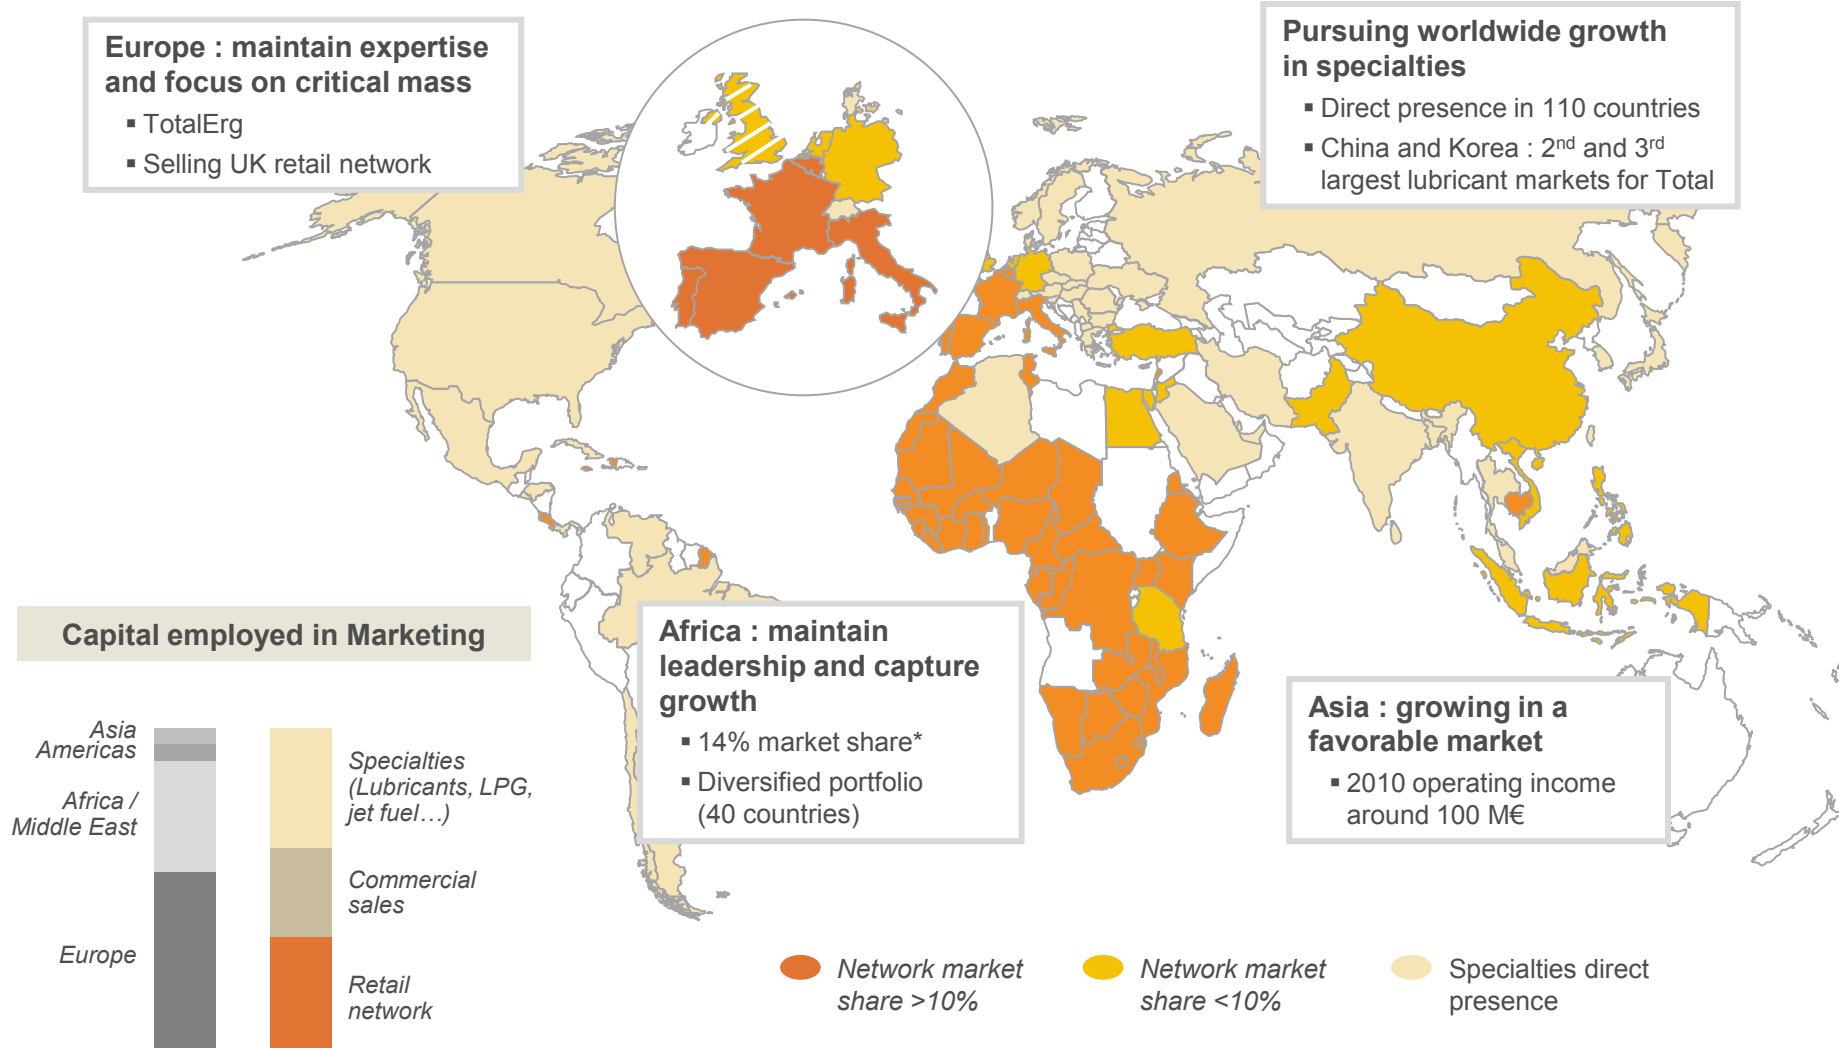 Europe : maintain expertise
and focus on critical mass
▪ TotalErg
▪ Selling UK retail network
Pursuing worldwide growth
in specialties
▪ Direct presence in 110 countries
▪ China and Korea : 2nd and 3rd
largest lubricant markets for Total
Capital employed in Marketing
Asia
Americas
Africa /
Middle East
Europe
Specialties
(Lubricants, LPG,
jet fuel…)
Commercial
sales
Retail
network
Africa : maintain
leadership and capture
growth
▪ 14% market share*
▪ Diversified portfolio
(40 countries)
Asia : growing in a
favorable market
▪ 2010 operating income
around 100 M€
Network market
share >10%
Network market
share <10%
Specialties direct
presence